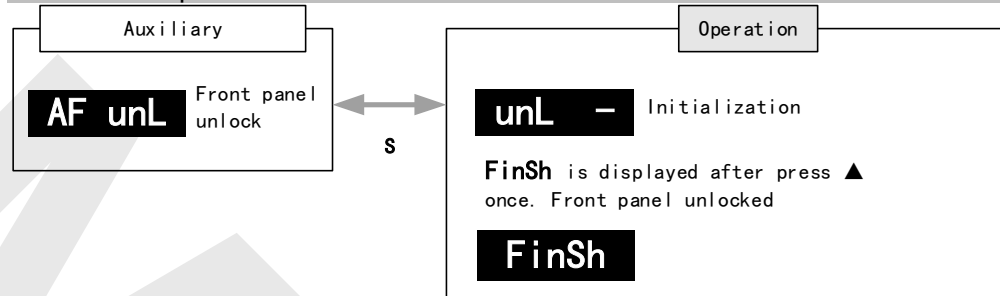 Auxiliary
Operation
AF unL
Front panel
unlock
S
unL －
Initialization
FinSh is displayed after press ▲
once. Front panel unlocked
FinSh